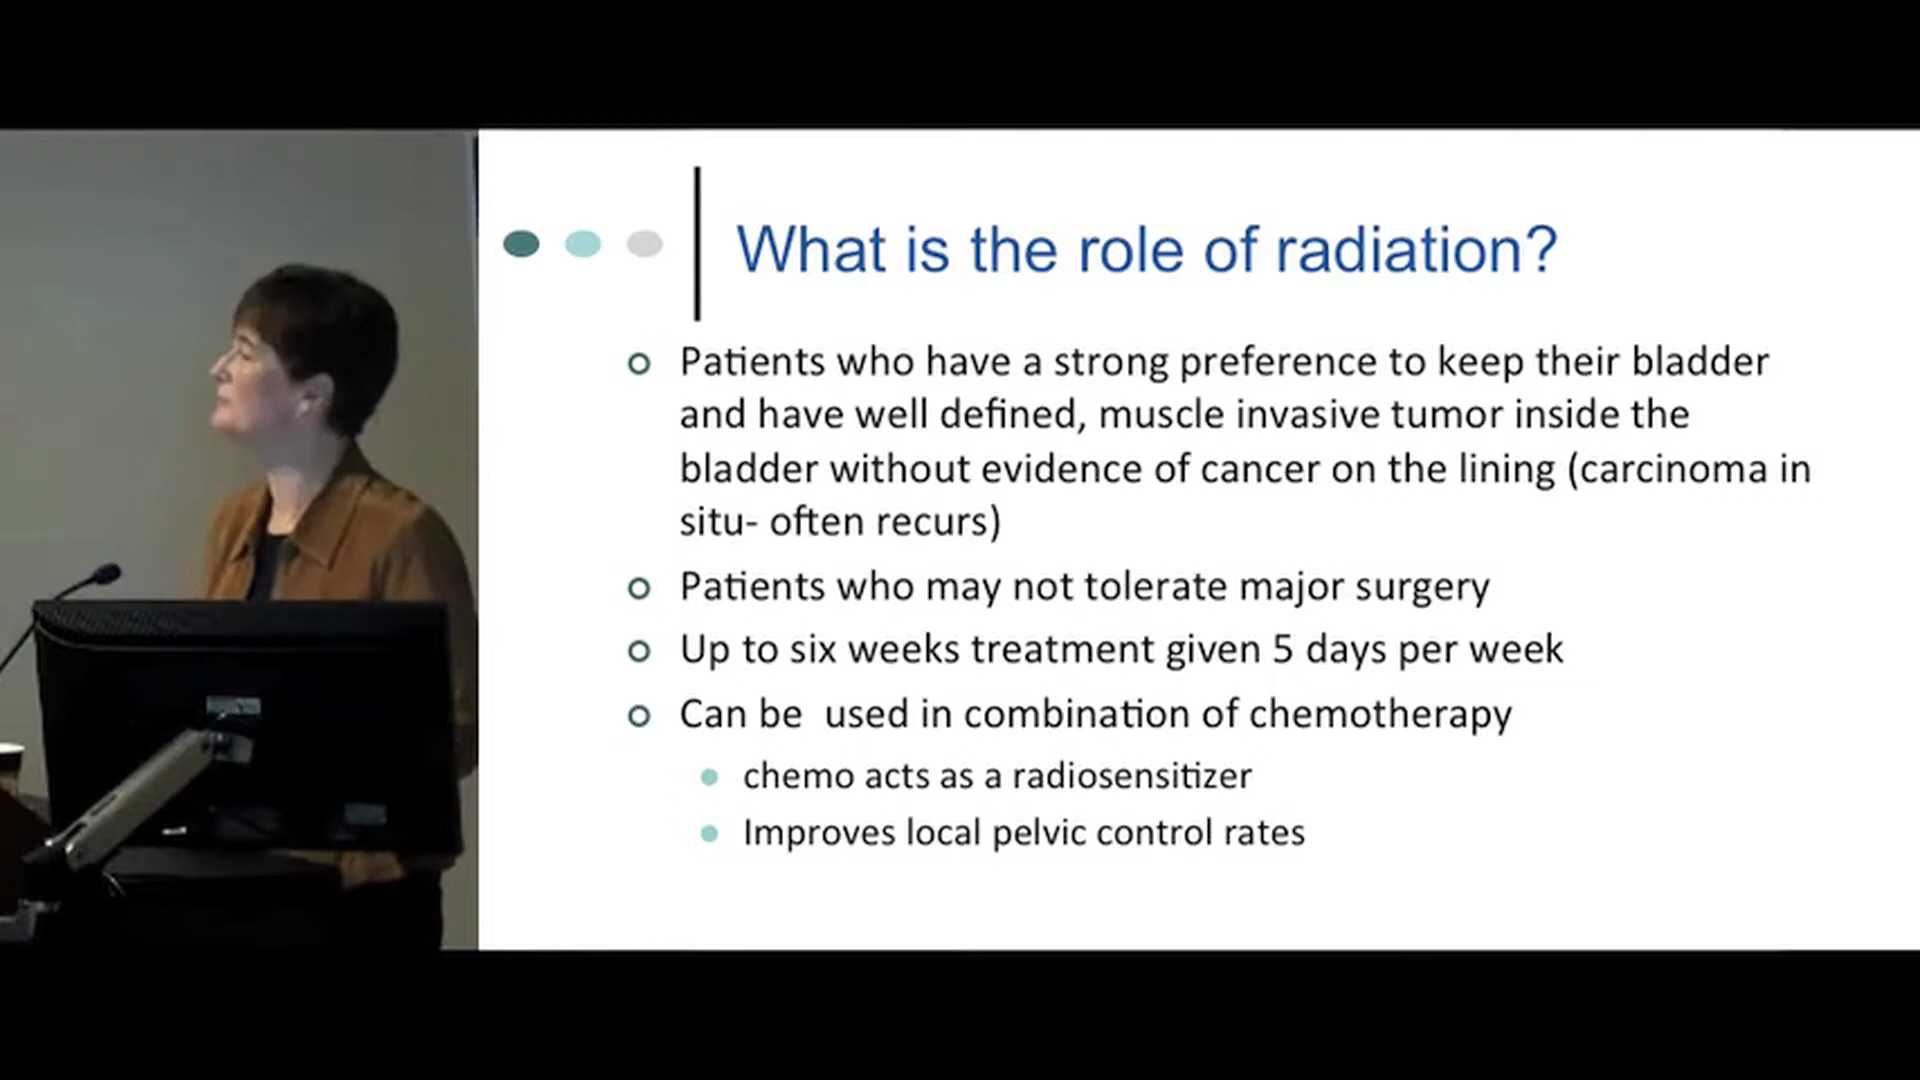 What is the role of radiation?
Patients who have a strong preference to keep their bladder
and have well defined, muscle invasive tumor inside the
bladder without evidence of cancer on the lining (carcinoma in
situ- often recurs)
Patients who may not tolerate major surgery
Up to six weeks treatment given 5 days per week
Can be  used in combination of chemotherapy
chemo acts as a radiosensitizer
Improves local pelvic control rates